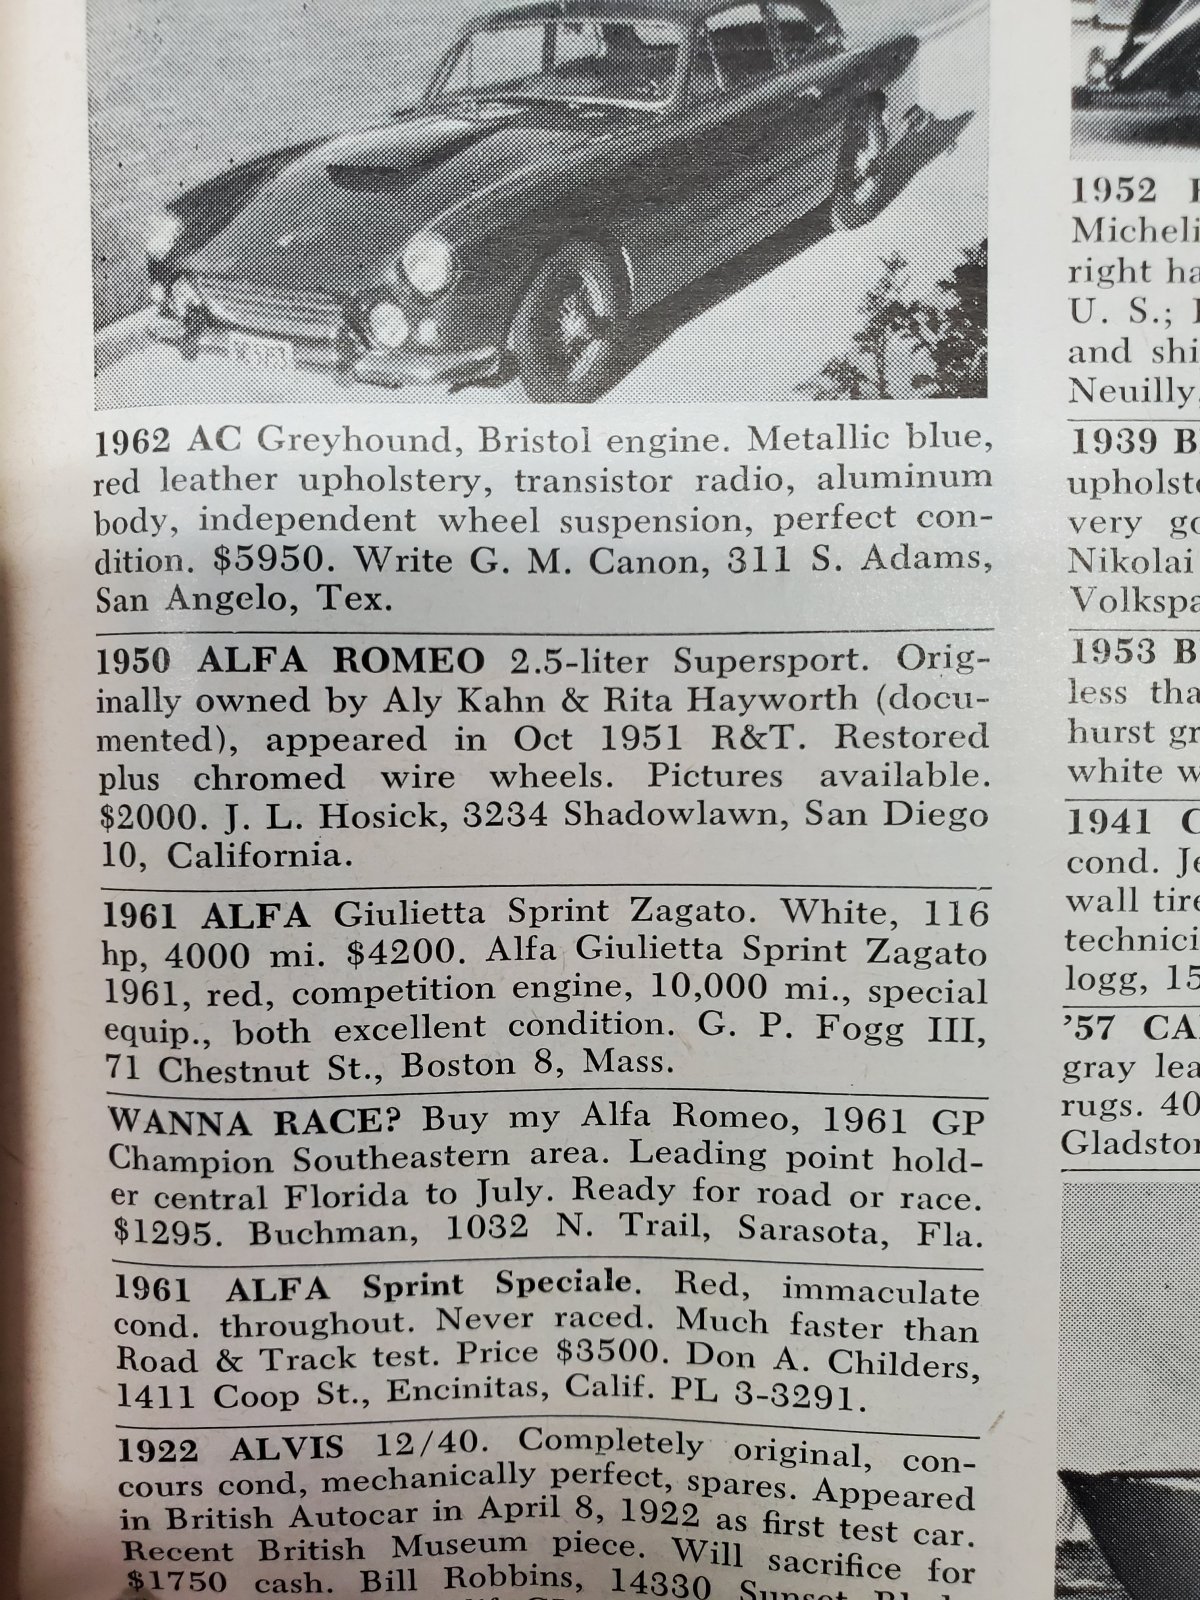 1962 AC Greyhound, Bristol engine. Metallic blue,
red leather upholstery, transistor radio, aluminum
body, independent wheel suspension, perfect con-
dition. $5950. Write G. M. Canon, 311 S. Adams,
San Angelo, Tex.
1950 ALFA ROMEO 2.5-liter Supersport. Orig-
inally owned by Aly Kahn & Rita Hayworth (docu-
mented), appeared in Oct 1951 R&T. Restored
plus chromed wire wheels. Pictures available.
$2000. J. L. Hosick, 3234 Shadowlawn, San Diego
10, California.
1961 ALFA Giulietta Sprint Zagato. White, 116
hp, 4000 mi. $4200. Alfa Giulietta Sprint Zagato
1961, red, competition engine, 10,000 mi., special
equip., both excellent condition. G. P. Fogg III,
71 Chestnut St., Boston 8, Mass.
WANNA RACE? Buy my Alfa Romeo, 1961 GP
Champion Southeastern area. Leading point hold-
er central Florida to July. Ready for road or race.
$1295. Buchman, 1032 N. Trail, Sarasota, Fla.
1961 ALFA Sprint Speciale. Red, immaculate
cond. throughout. Never raced. Much faster than
Road & Track test. Price $3500. Don A. Childers,
1411 Coop St., Encinitas, Calif. PL 3-3291.
1922 ALVIS 12/40. Completely original, con-
cours cond, mechanically perfect, spares. Appeared
in British Autocar in April 8, 1922 as first test car.
Recent British Museum piece. Will sacrifice for
$1750 cash. Bill Robbins, 14330 Sunset
1952
Micheli
right ha
U. S.;
and shi
Neuilly,
1939 B
upholste
very go
Nikolai
Volkspa
1953 B
less tha
hurst gr
white w
1941 C
cond. Je
wall tire
technici
logg, 15
'57 CA
gray lea
rugs. 40
Gladstor